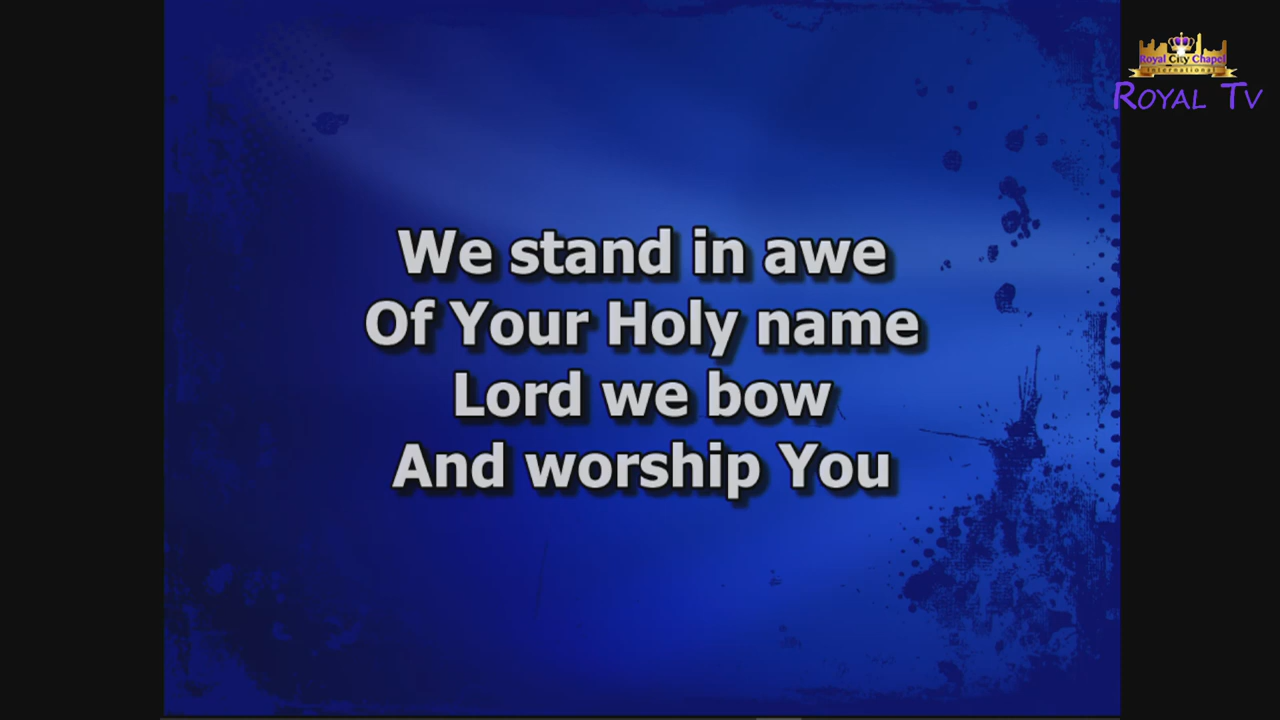 Royal City Chapel
International
ROYAL TV
We stand in awe
Of Your Holy name
Lord we bow
And worship You